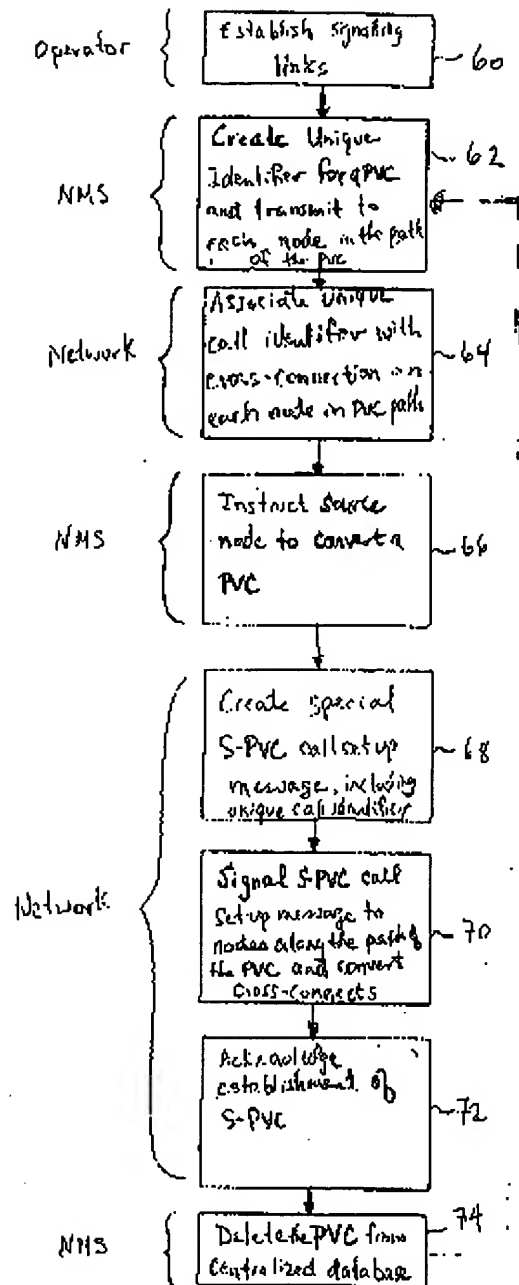 Operator
Establish signaling
links
60
NMS
Create Unique
Identifier for a PVC
and transmit to
each node in the path
of the PVC
62
Network
Associate unique
call identifier with
cross-connection in
each node in PVC path
64
NMS
Instruct source
node to convert a
PVC
66
Network
Create special
S-PVC call setup
message, including
unique call identifier
68
Signal S-PVC call
set-up message to
nodes along the path of
the PVC and convert
cross-connects
70
Acknowledge
establishment of
S-PVC
72
NMS
Delete the PVC from
centralized database
74